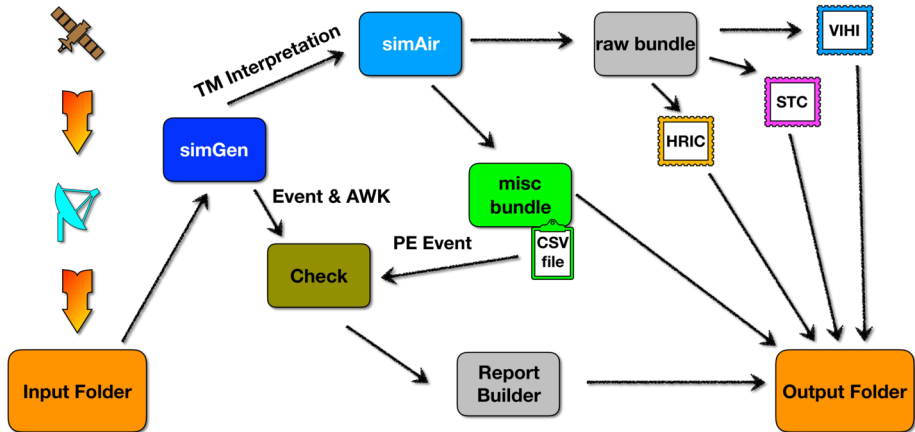 simAir
raw bundle
VIHI
TM Interpretation
STC
simGen
HRIC
misc
bundle
Event & AWK
CSV
file
PE Event
Check
Input Folder
Report
Builder
Output Folder